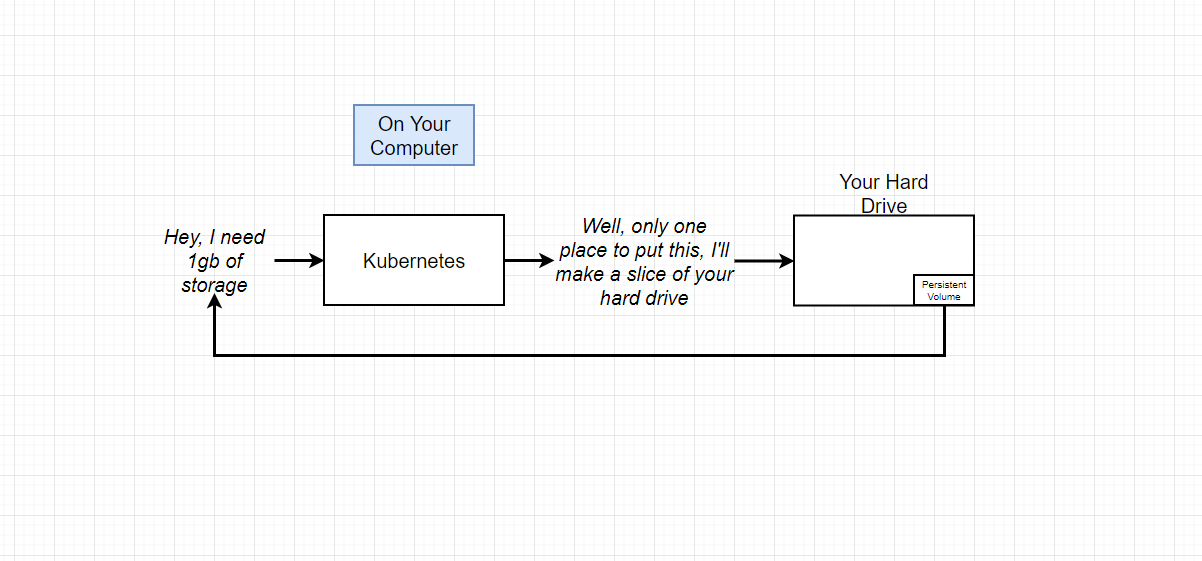 On Your
Computer
Your Hard
Drive
Hey, I need
1gb of
storage
Kubernetes
Well, only one
place to put this, I'll
make a slice of your
hard drive
Persistent
Volume